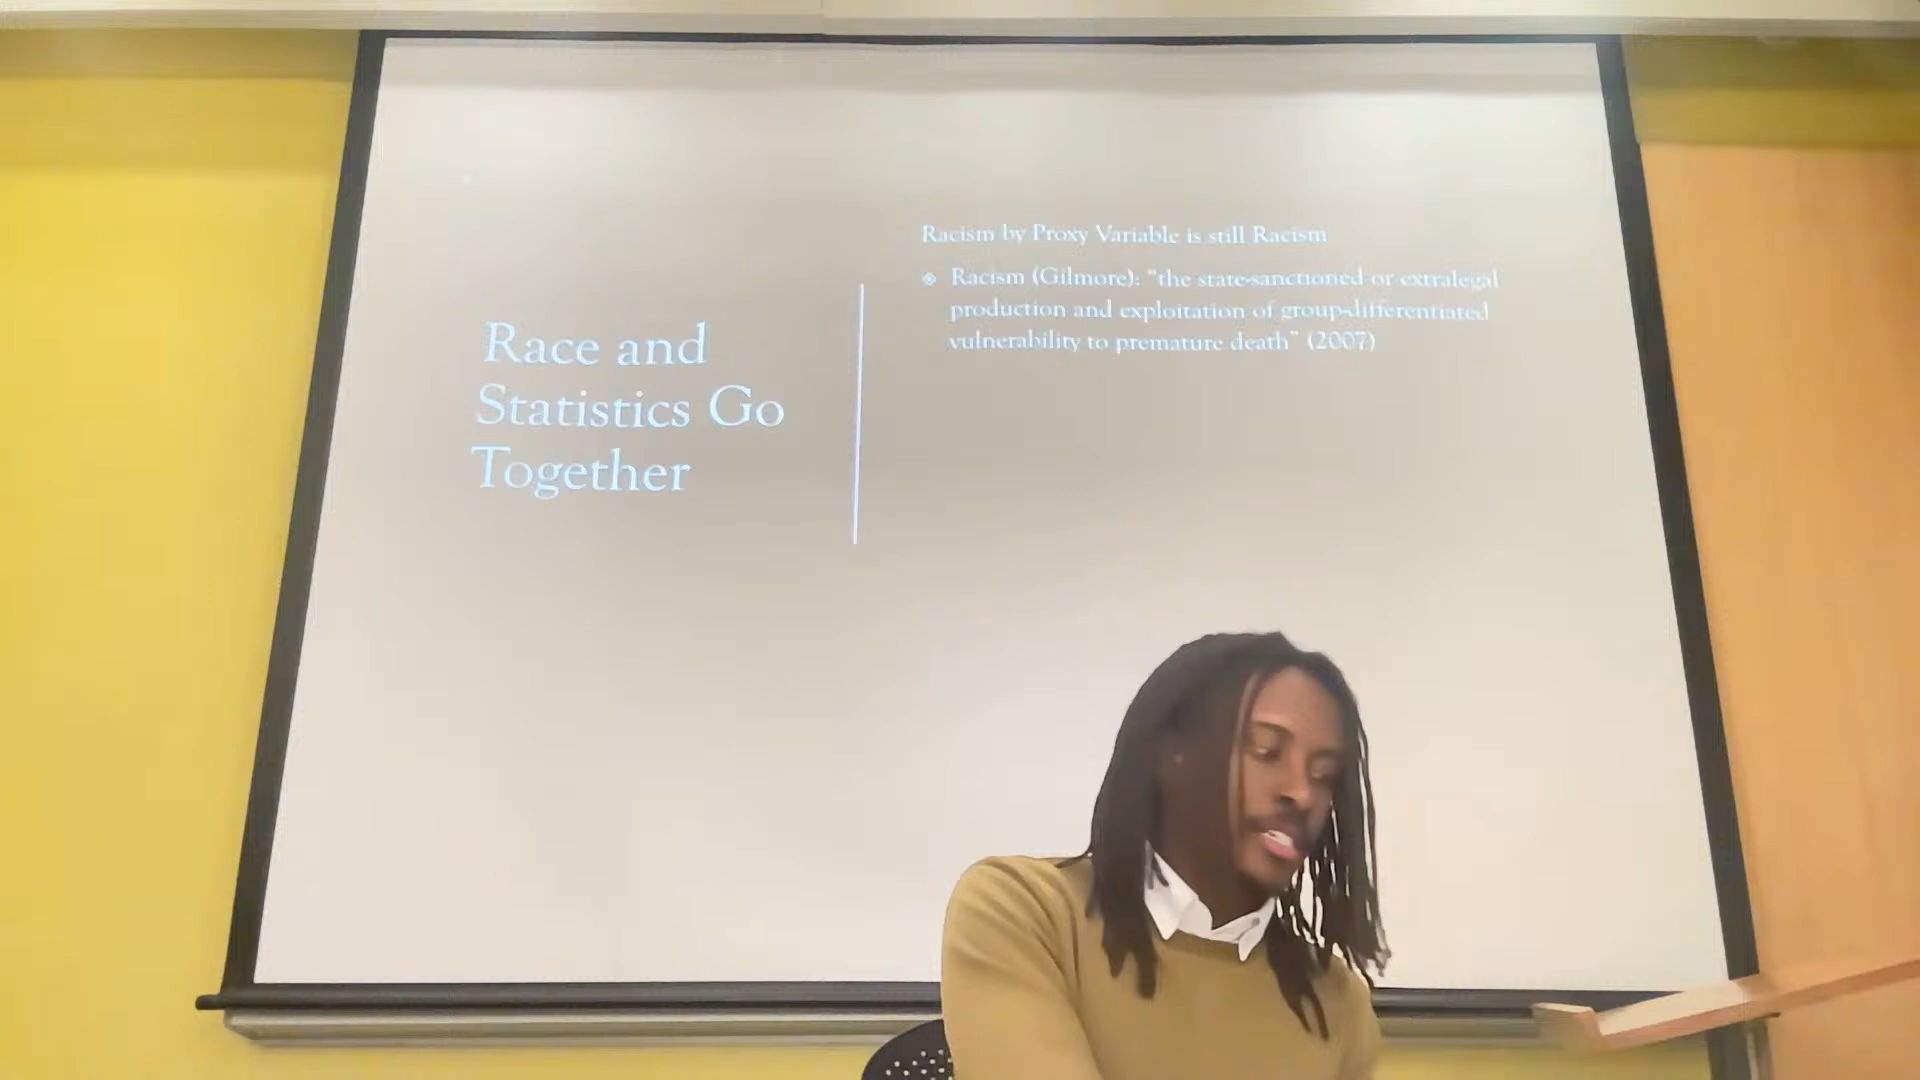 Race and
Statistics Go
Together
Racism by Proxy Variable is still Racism
Racism (Gilmore): "the state-sanctioned or extralegal
production and exploitation of group-differentiated
vulnerability to premature death" (2007)